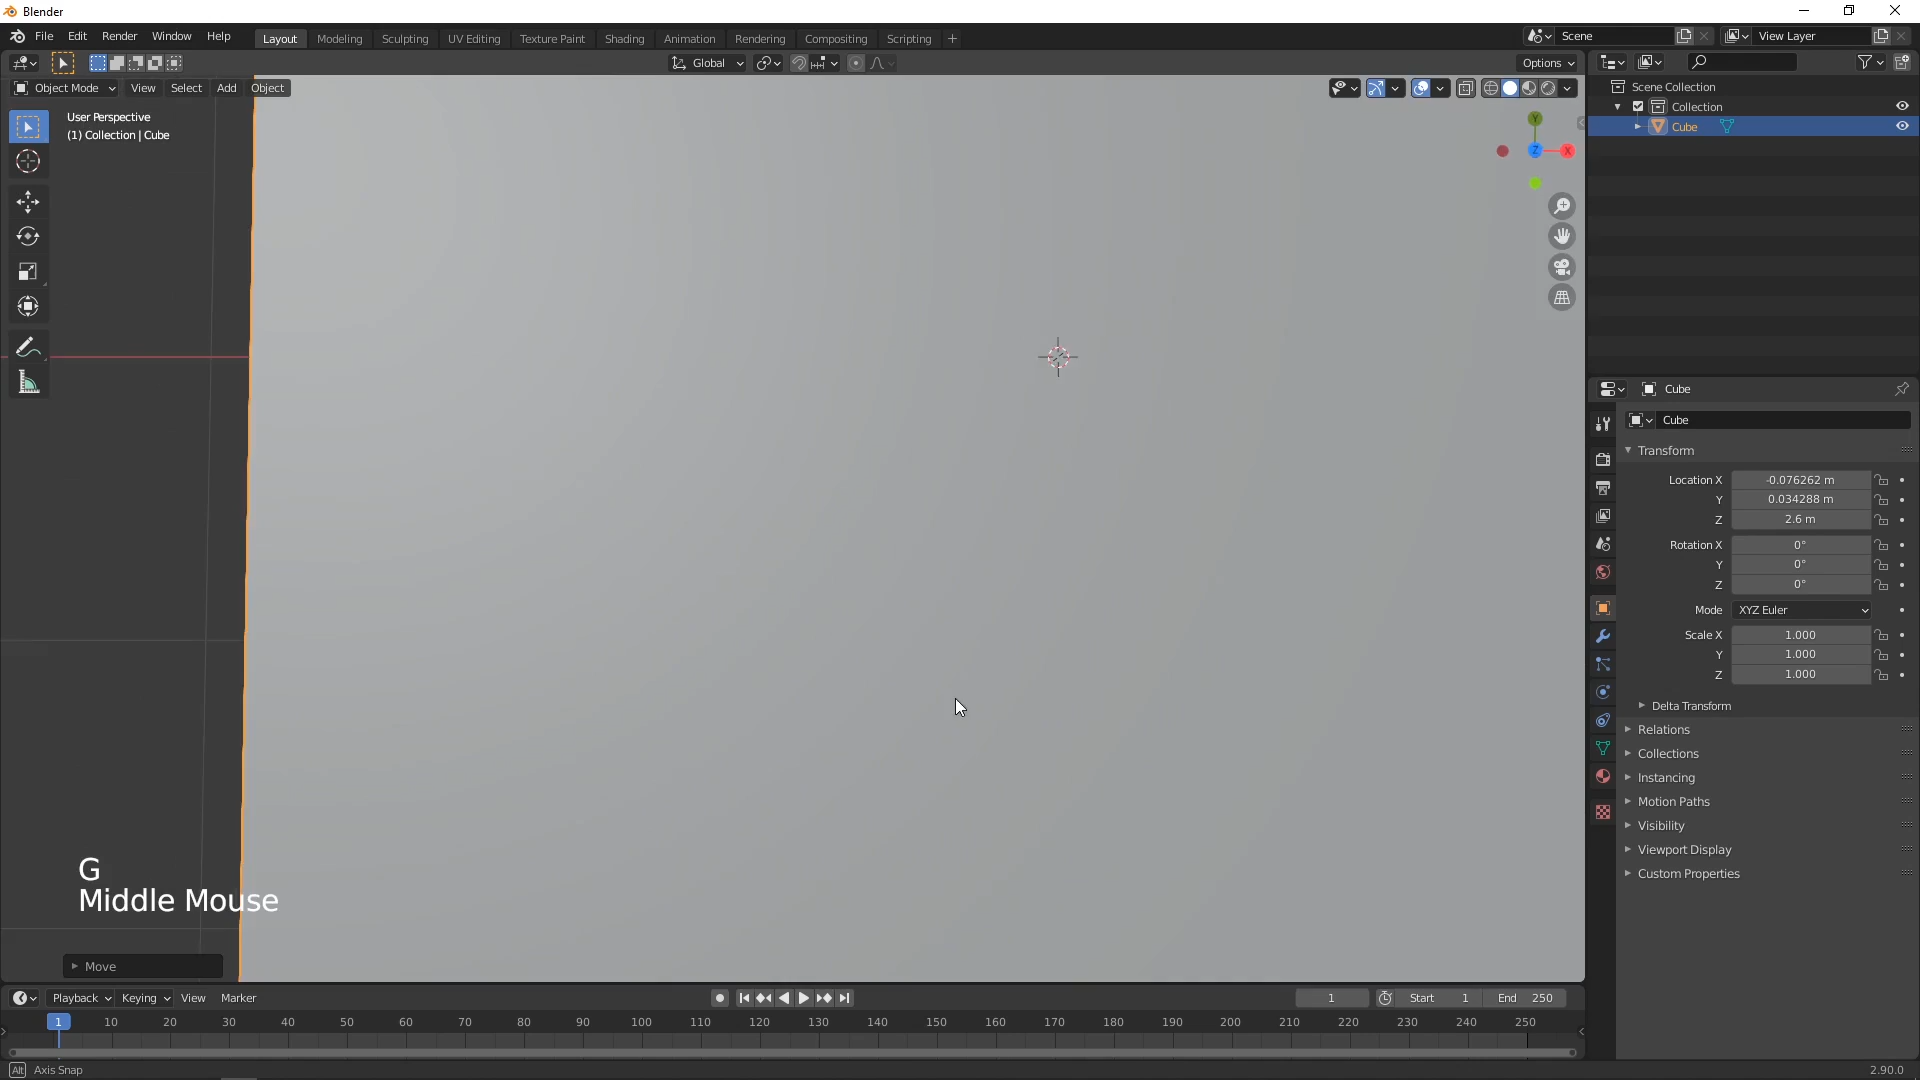 Blender
File Edit Render Window Help Layout Modeling Sculpting UV Editing Texture Paint Shading Animation Rendering Compositing Scripting + Scene View Layer
Global Options
Object Mode View Select Add Object
User Perspective
(1) Collection | Cube
Y
Z X
Scene Collection
Collection
Cube
Cube
Cube
Transform
Location X -0.076262 m
Y 0.034288 m
Z 2.6 m
Rotation X 0°
Y 0°
Z 0°
Mode XYZ Euler
Scale X 1.000
Y 1.000
Z 1.000
Delta Transform
Relations
Collections
Instancing
Motion Paths
Visibility
Viewport Display
Custom Properties
G
Middle Mouse
Move
Playback Keying View Marker 1 Start 1 End 250
1 10 20 30 40 50 60 70 80 90 100 110 120 130 140 150 160 170 180 190 200 210 220 230 240 250
Alt Axis Snap 2.90.0